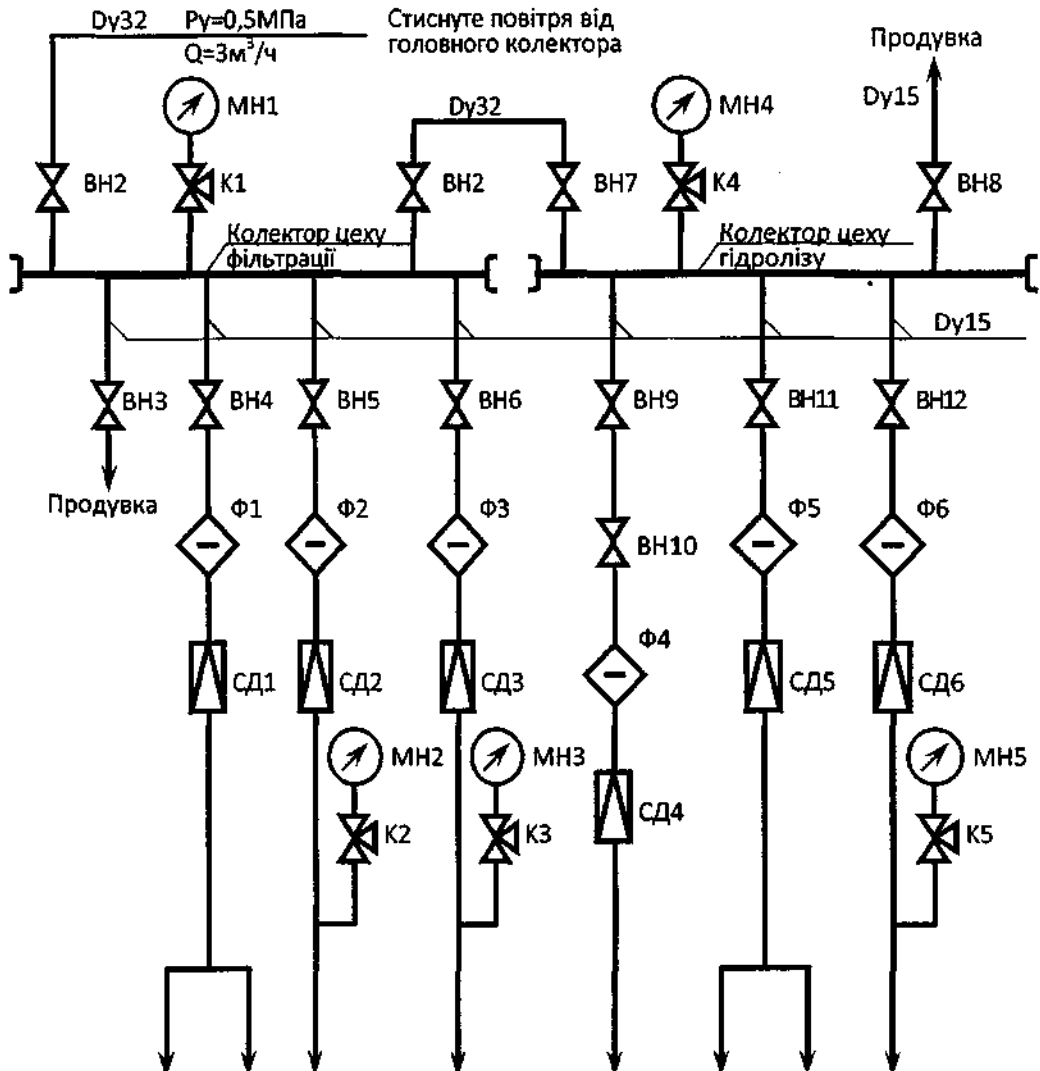 Dy32 Py=0,5МПа
Q=3м³/ч
Стиснуте повітря від
головного колектора
Продувка
Dy15
МН1
Dy32
МН4
ВН2
К1
ВН2
ВН7
К4
ВН8
Колектор цеху
фільтрації
Колектор цеху
гідролізу
Dy15
ВН3
ВН4
ВН5
ВН6
ВН9
ВН11
ВН12
Продувка
Ф1
Ф2
Ф3
ВН10
Ф5
Ф6
Ф4
СД1
СД2
СД3
СД5
СД6
МН2
МН3
СД4
МН5
К2
К3
К5